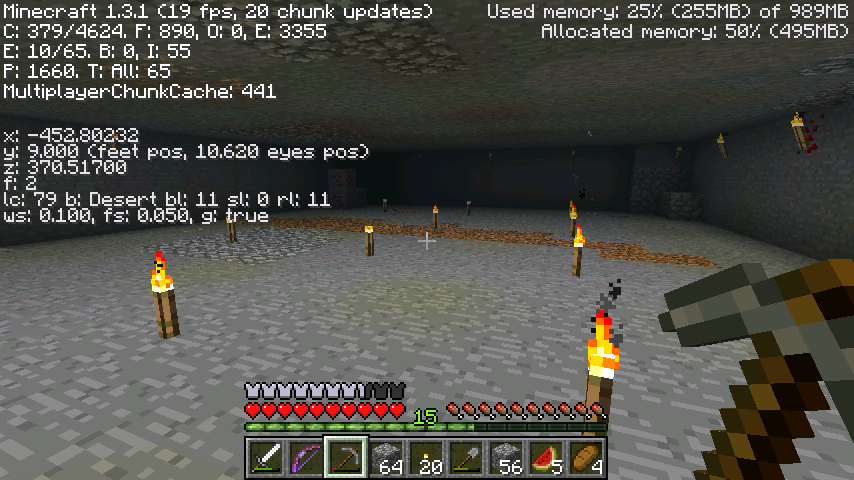 Minecraft 1.3.1 (19 fps, 20 chunk updates)
C: 379/4624. F: 890, O: 0, E: 3355
E: 10/65. B: 0, I: 55
P: 1660. T: All: 65
MultiplayerChunkCache: 441
Used memory: 25% (255MB) of 989MB
Allocated memory: 50% (495MB)
x: -452.80232
y: 9.000 (feet pos, 10.620 eyes pos)
z: 370.51700
f: 2
lc: 79 b: Desert bl: 11 sl: 0 rl: 11
ws: 0.100, fs: 0.050, g: true
15
64 20 56 5 4